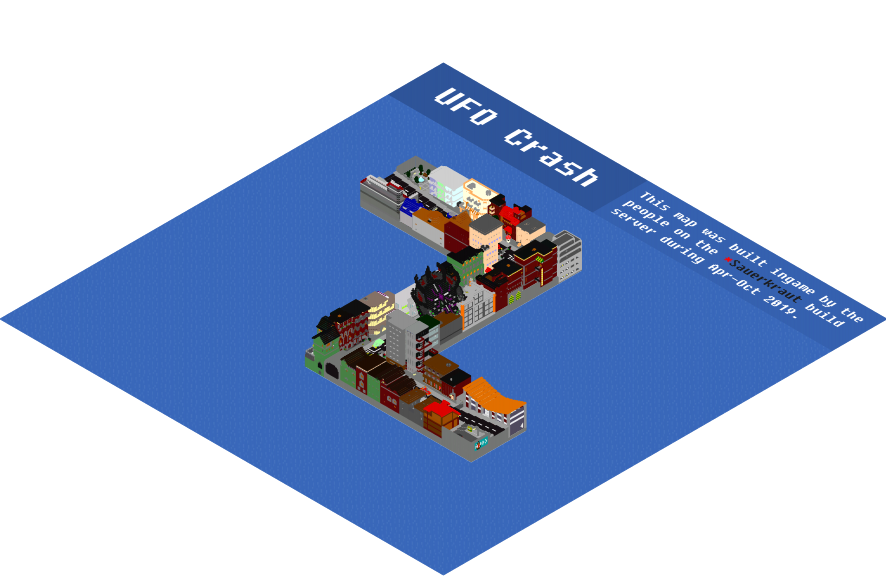 UFO Crash
This map was built ingame by the
people on the *Sauerkraut build
server during Apr-Oct 2019.